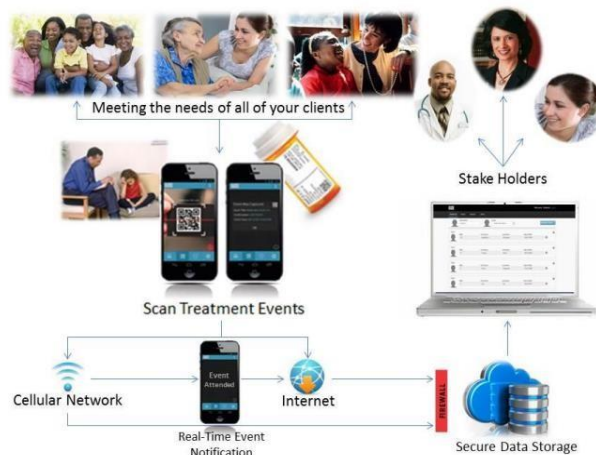 Meeting the needs of all of your clients
Stake Holders
Scan Treatment Events
Event
Attended
Cellular Network
Internet
FIREWALL
Real-Time Event
Notification
Secure Data Storage